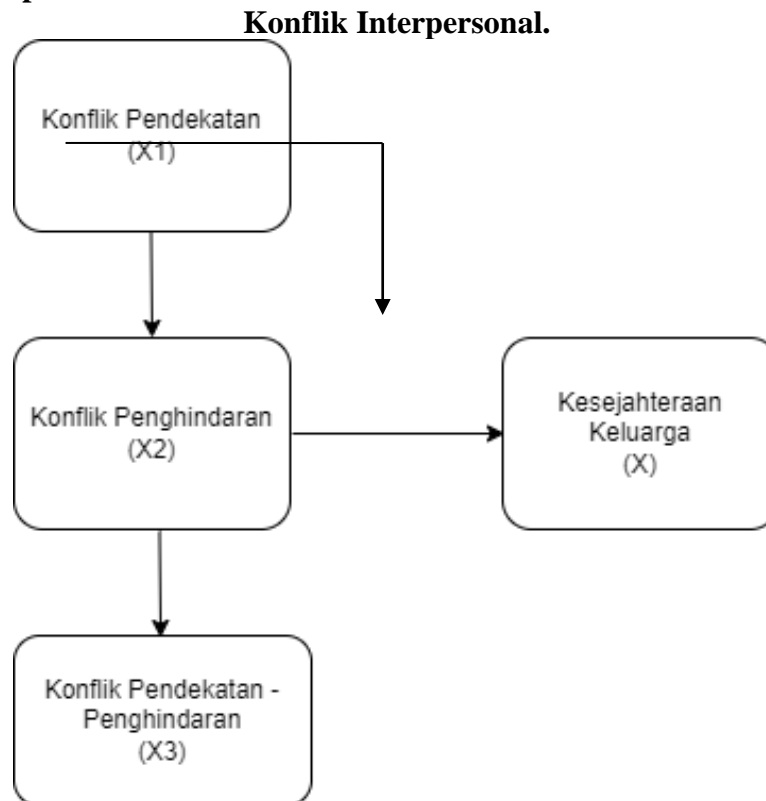 Konflik Interpersonal.
Konflik Pendekatan
(X1)
Konflik Penghindaran
(X2)
Kesejahteraan
Keluarga
(X)
Konflik Pendekatan -
Penghindaran
(X3)